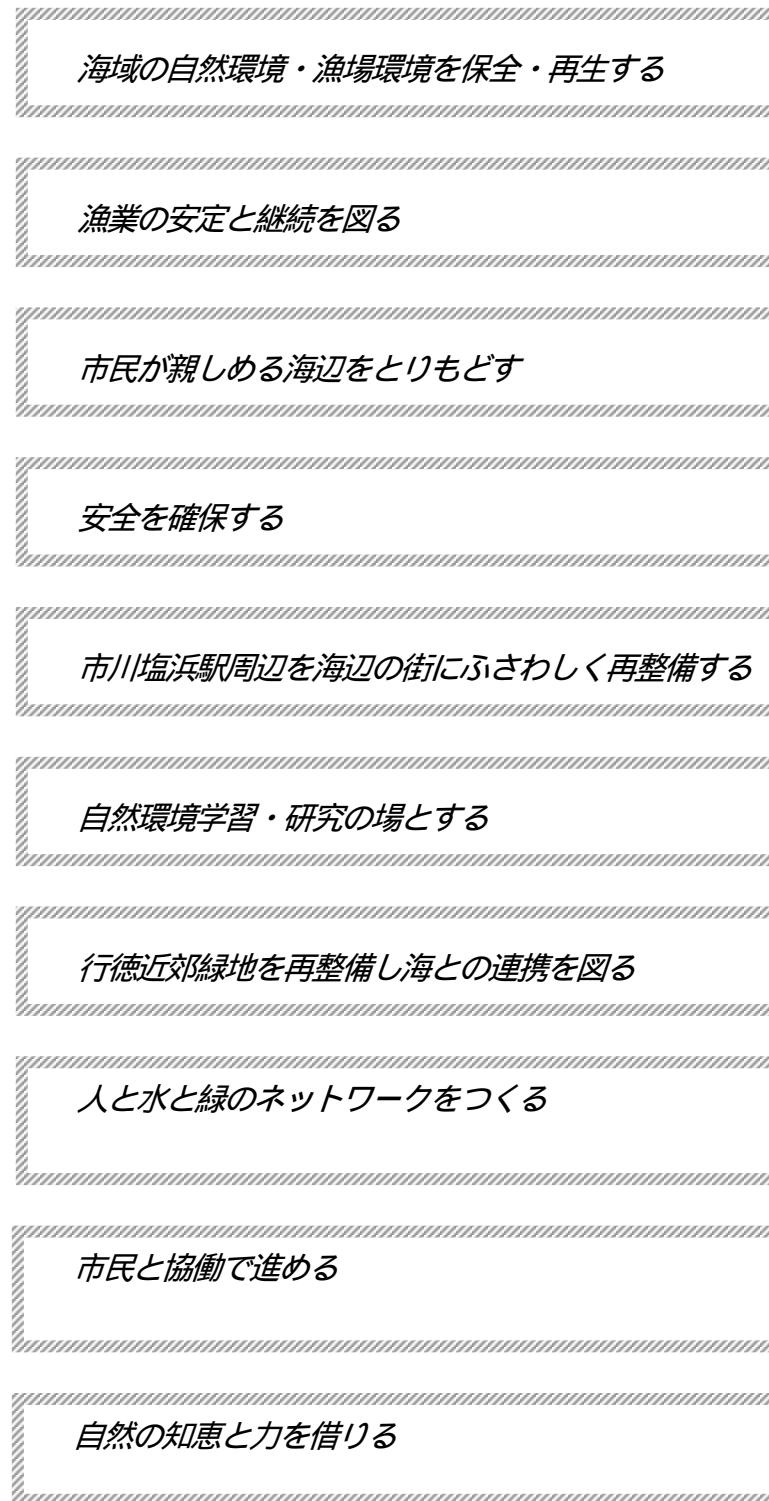 海域の自然環境・漁場環境を保全・再生する
漁業の安定と継続を図る
市民が親しめる海辺をとりもどす
安全を確保する
市川塩浜駅周辺を海辺の街にふさわしく再整備する
自然環境学習・研究の場とする
行徳近郊緑地を再整備し海との連携を図る
人と水と緑のネットワークをつくる
市民と協働で進める
自然の知恵と力を借りる